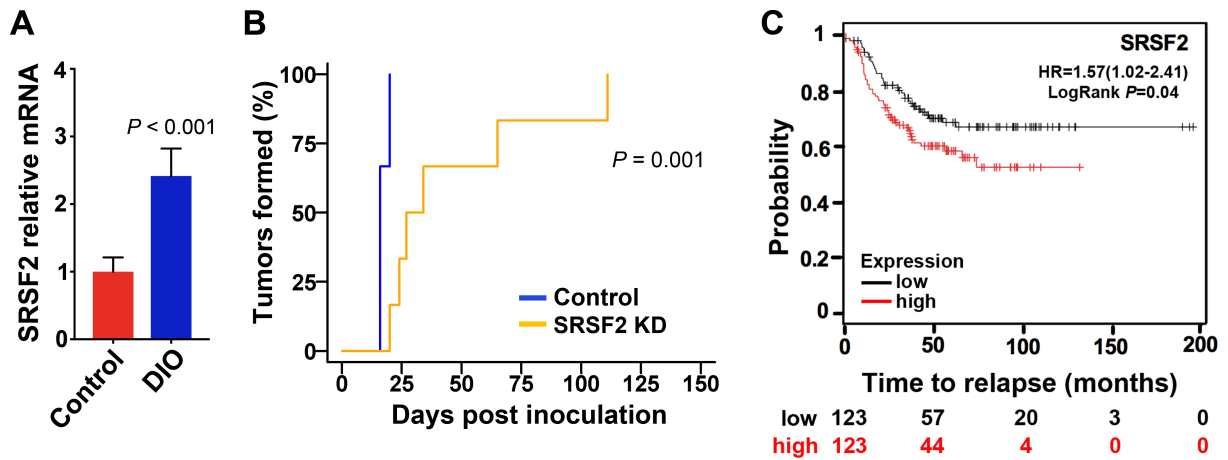 A
SRSF2 relative mRNA
4
3
2
1
0
P < 0.001
Control
DIO
B
Tumors formed (%)
100
75
50
25
0
P = 0.001
Control
SRSF2 KD
0 25 50 75 100 125 150
Days post inoculation
C
Probability
1
0.8
0.6
0.4
0.2
0
SRSF2
HR=1.57(1.02-2.41)
LogRank P=0.04
Expression
low
high
0 50 100 150 200
Time to relapse (months)
low 123 57 20 3 0
high 123 44 4 0 0